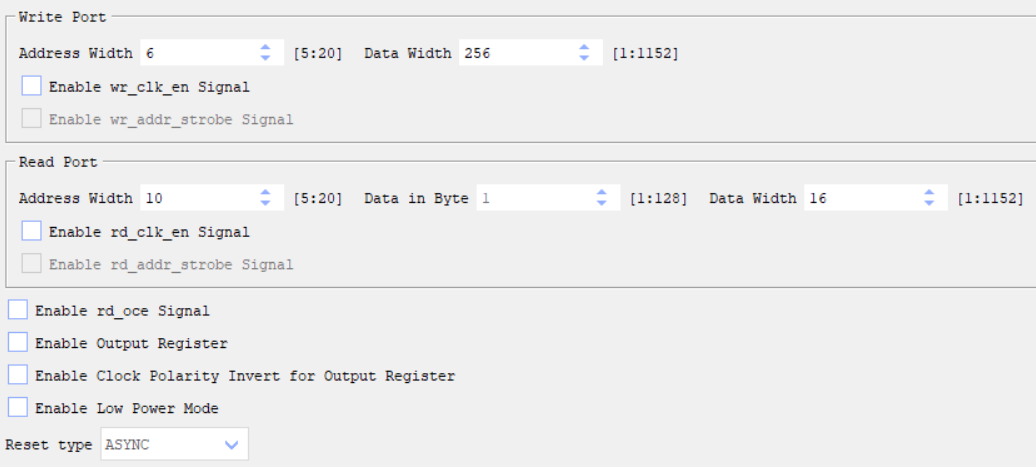 Write Port
Address Width 6 [5:20] Data Width 256 [1:1152]
Enable wr_clk_en Signal
Enable wr_addr_strobe Signal
Read Port
Address Width 10 [5:20] Data in Byte 1 [1:128] Data Width 16 [1:1152]
Enable rd_clk_en Signal
Enable rd_addr_strobe Signal
Enable rd_oce Signal
Enable Output Register
Enable Clock Polarity Invert for Output Register
Enable Low Power Mode
Reset type ASYNC